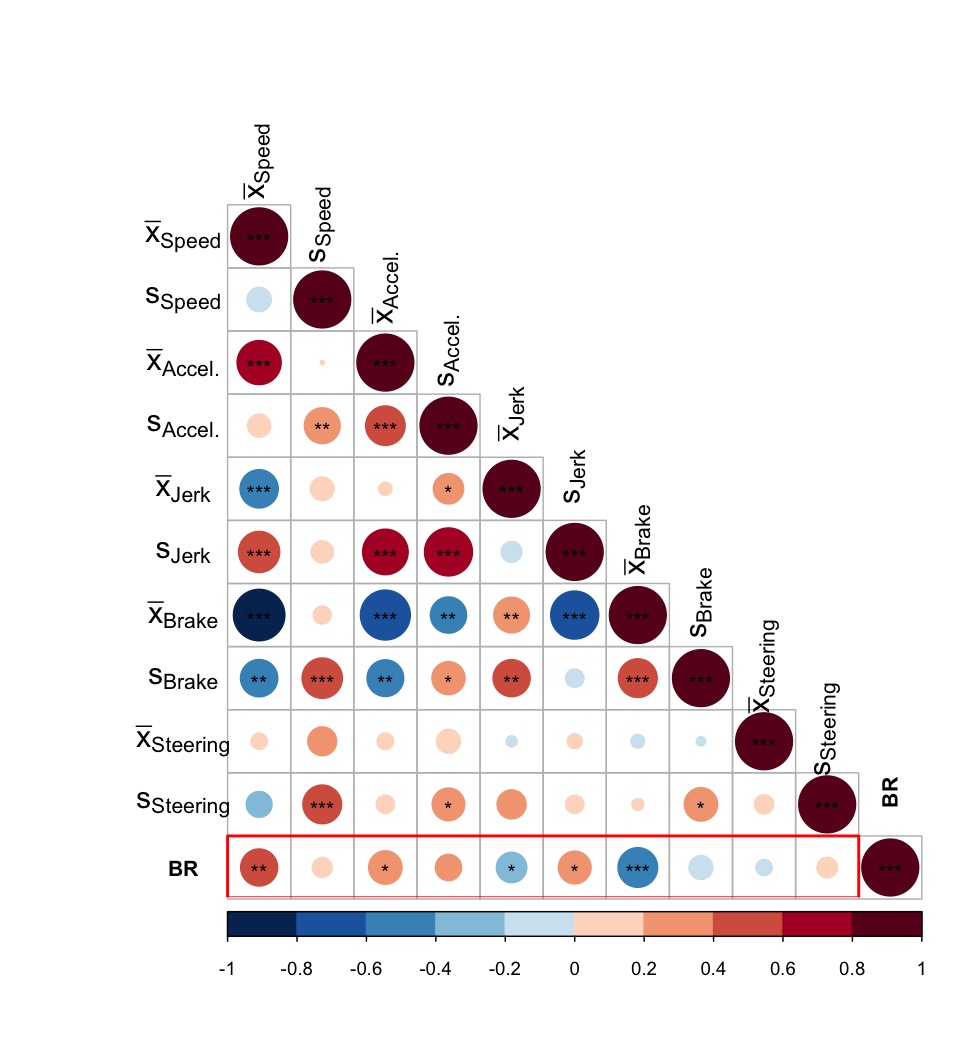 x̄Speed
sSpeed
x̄Accel.
sAccel.
x̄Jerk
sJerk
x̄Brake
sBrake
x̄Steering
sSteering
BR
x̄Speed ***
sSpeed ***
x̄Accel. *** ***
sAccel. ** *** ***
x̄Jerk *** * ***
sJerk *** *** *** ***
x̄Brake *** *** ** ** *** ***
sBrake ** *** ** * ** *** ***
x̄Steering ***
sSteering *** * * ***
BR ** * * * *** ***
-1 -0.8 -0.6 -0.4 -0.2 0 0.2 0.4 0.6 0.8 1